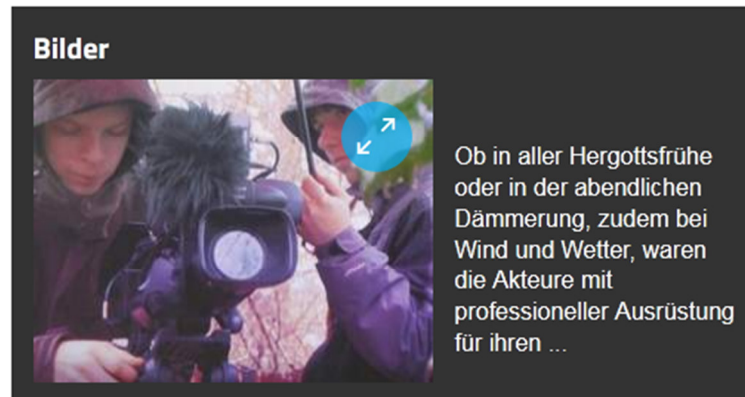 Bilder
Ob in aller Hergottsfrühe
oder in der abendlichen
Dämmerung, zudem bei
Wind und Wetter, waren
die Akteure mit
professioneller Ausrüstung
für ihren ...